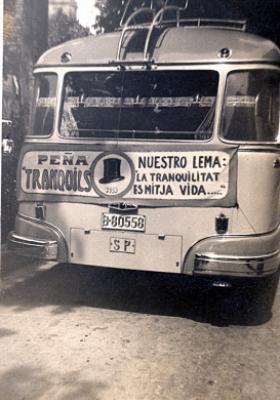 PEÑA
TRANQUILS
NUESTRO LEMA:
LA TRANQUILITAT
ES MITJA VIDA....
B-80558
S P